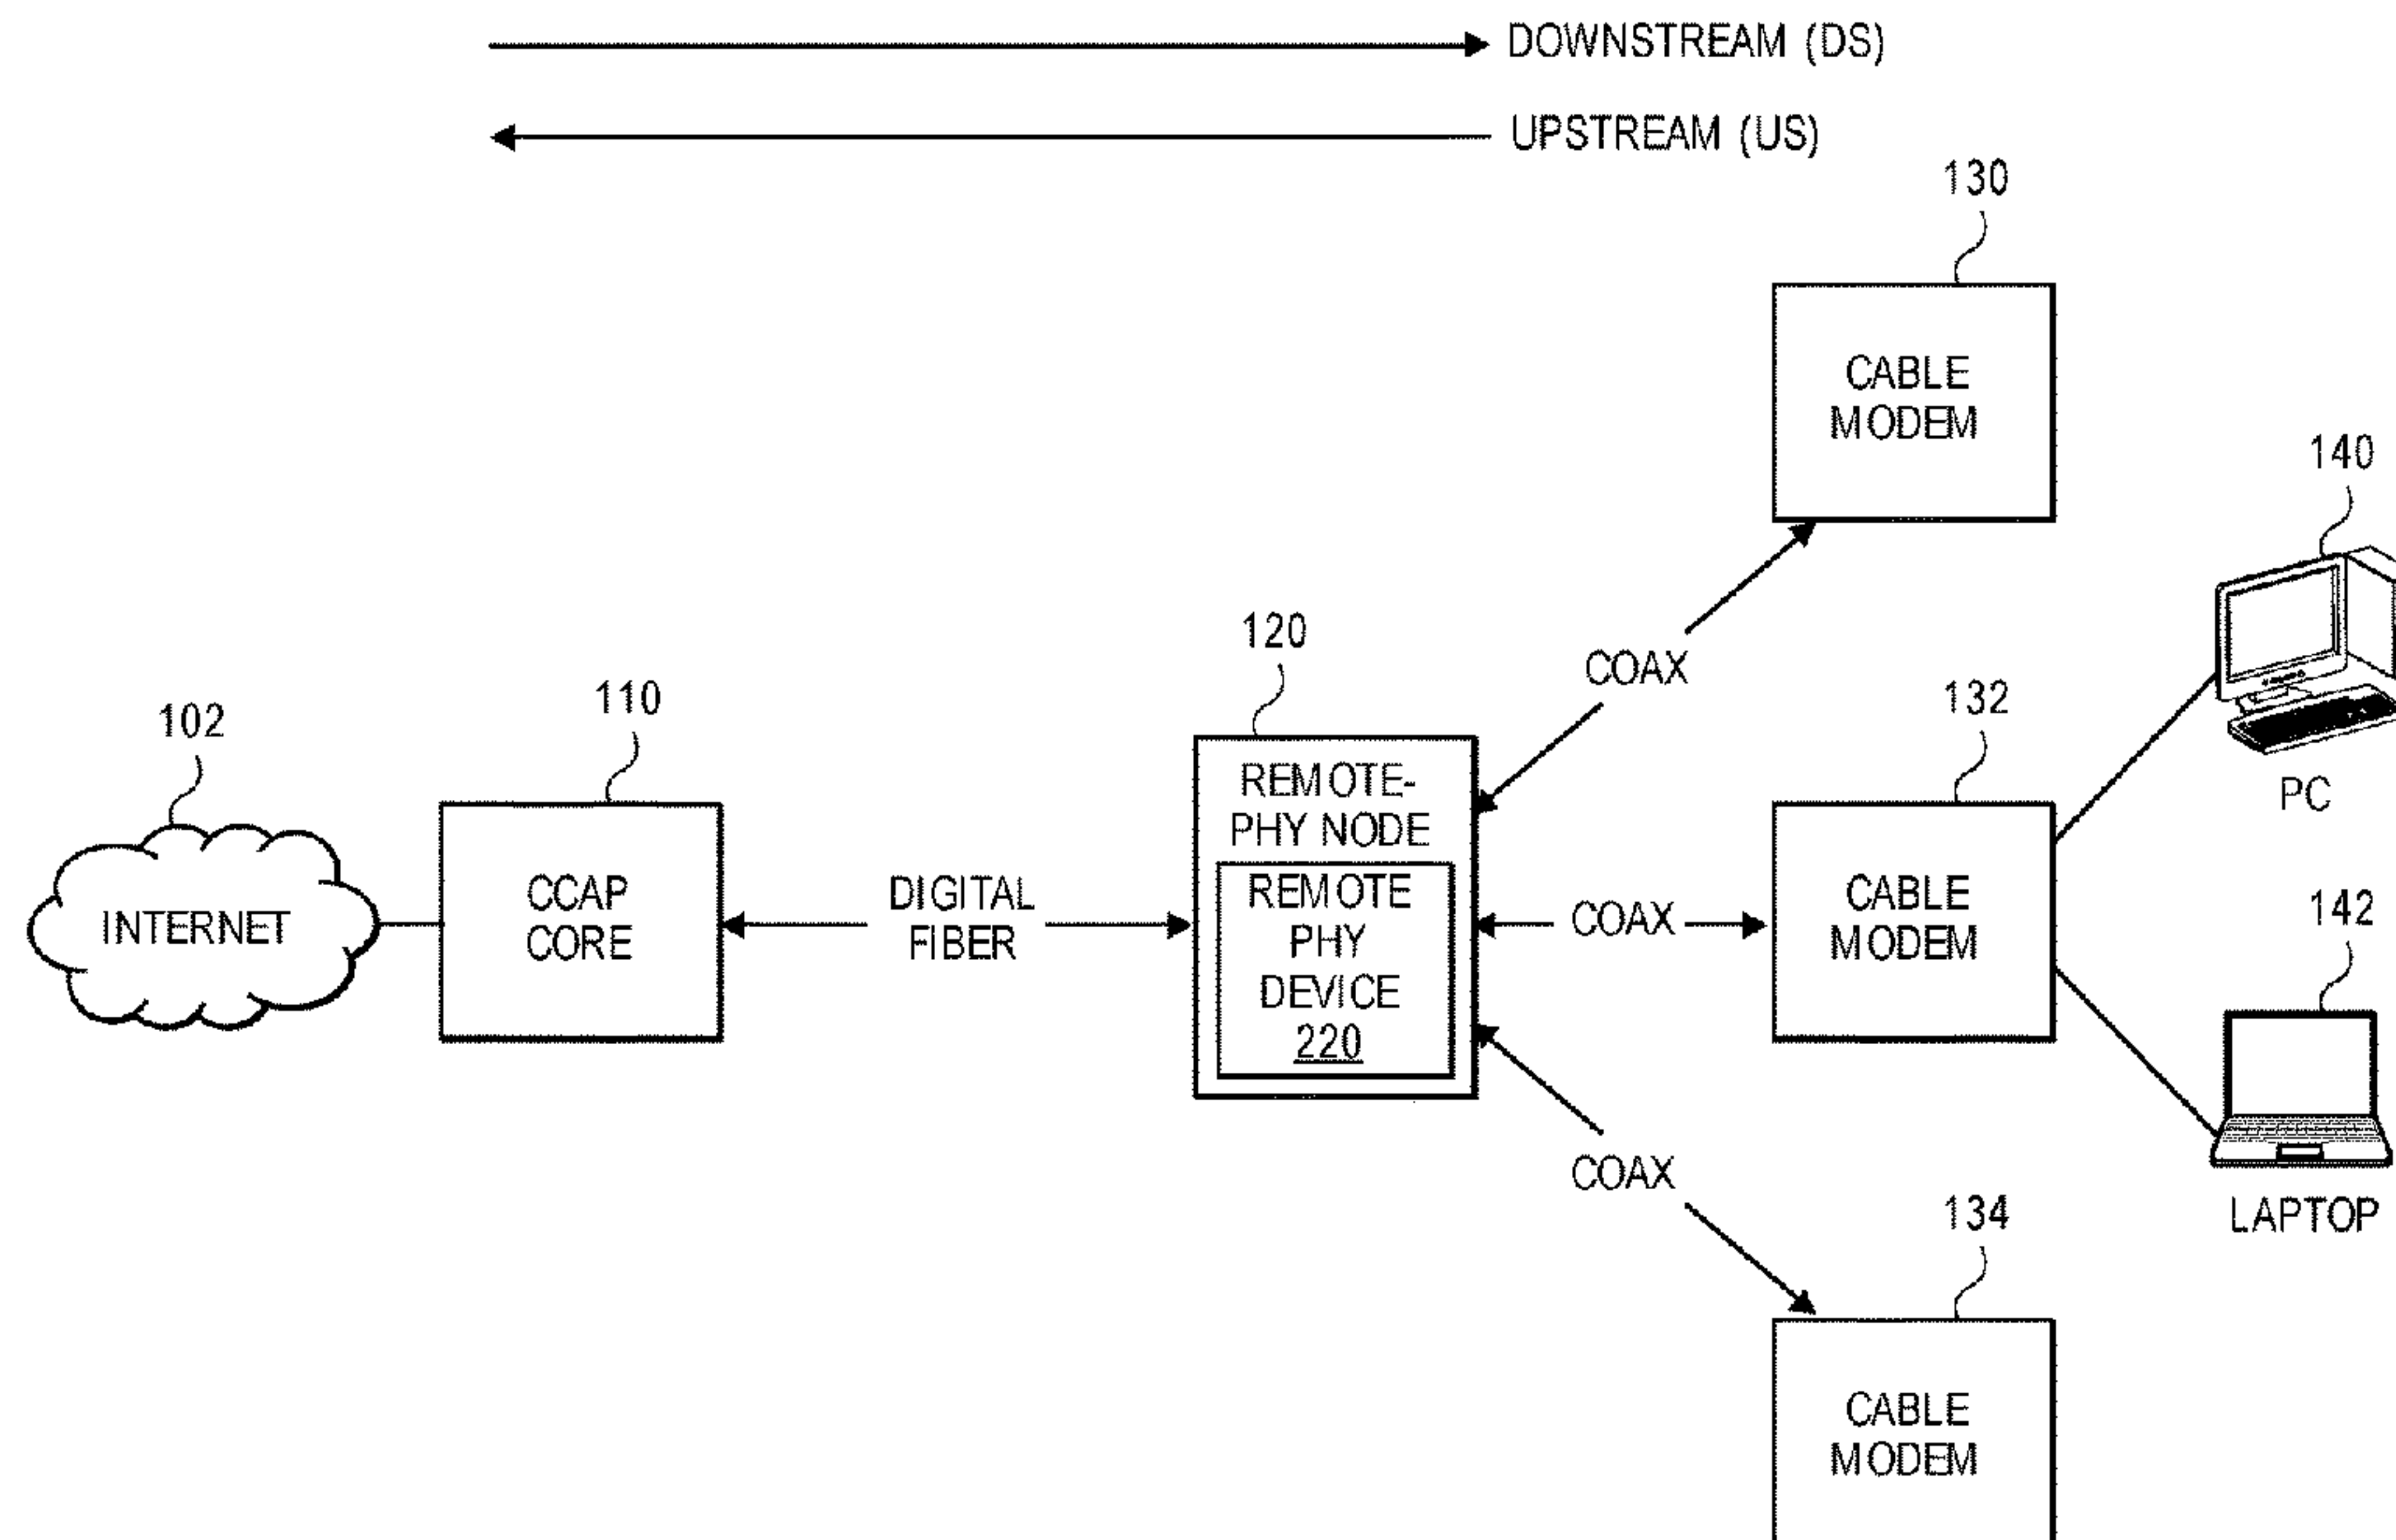 DOWNSTREAM (DS)
UPSTREAM (US)
130
CABLE
MODEM
140
PC
120
COAX
REMOTE-
PHY NODE
REMOTE
PHY
DEVICE
220
102
INTERNET
110
CCAP
CORE
DIGITAL
FIBER
COAX
132
CABLE
MODEM
142
LAPTOP
COAX
134
CABLE
MODEM